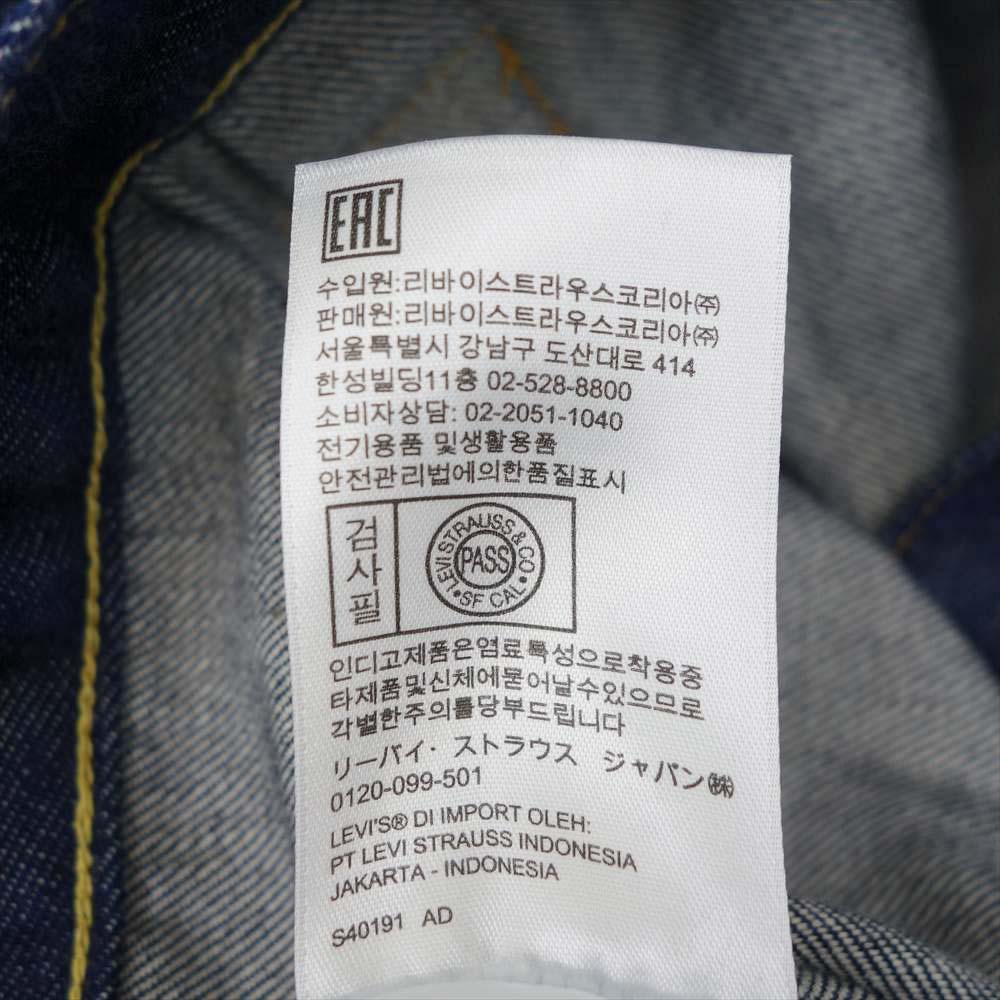 EAC
수입원:리바이스트라우스코리아㈜
판매원:리바이스트라우스코리아㈜
서울특별시 강남구 도산대로 414
한성빌딩11층 02-528-8800
소비자상담: 02-2051-1040
전기용품 및생활용품
안전관리법에의한품질표시
검사필
LEVI STRAUSS & CO
PASS
SF CAL
인디고제품은염료특성으로착용중
타제품및신체에묻어날수있으므로
각별한주의를당부드립니다
リーバイ・ストラウス ジャパン㈱
0120-099-501
LEVI'S® DI IMPORT OLEH:
PT LEVI STRAUSS INDONESIA
JAKARTA - INDONESIA
S40191 AD